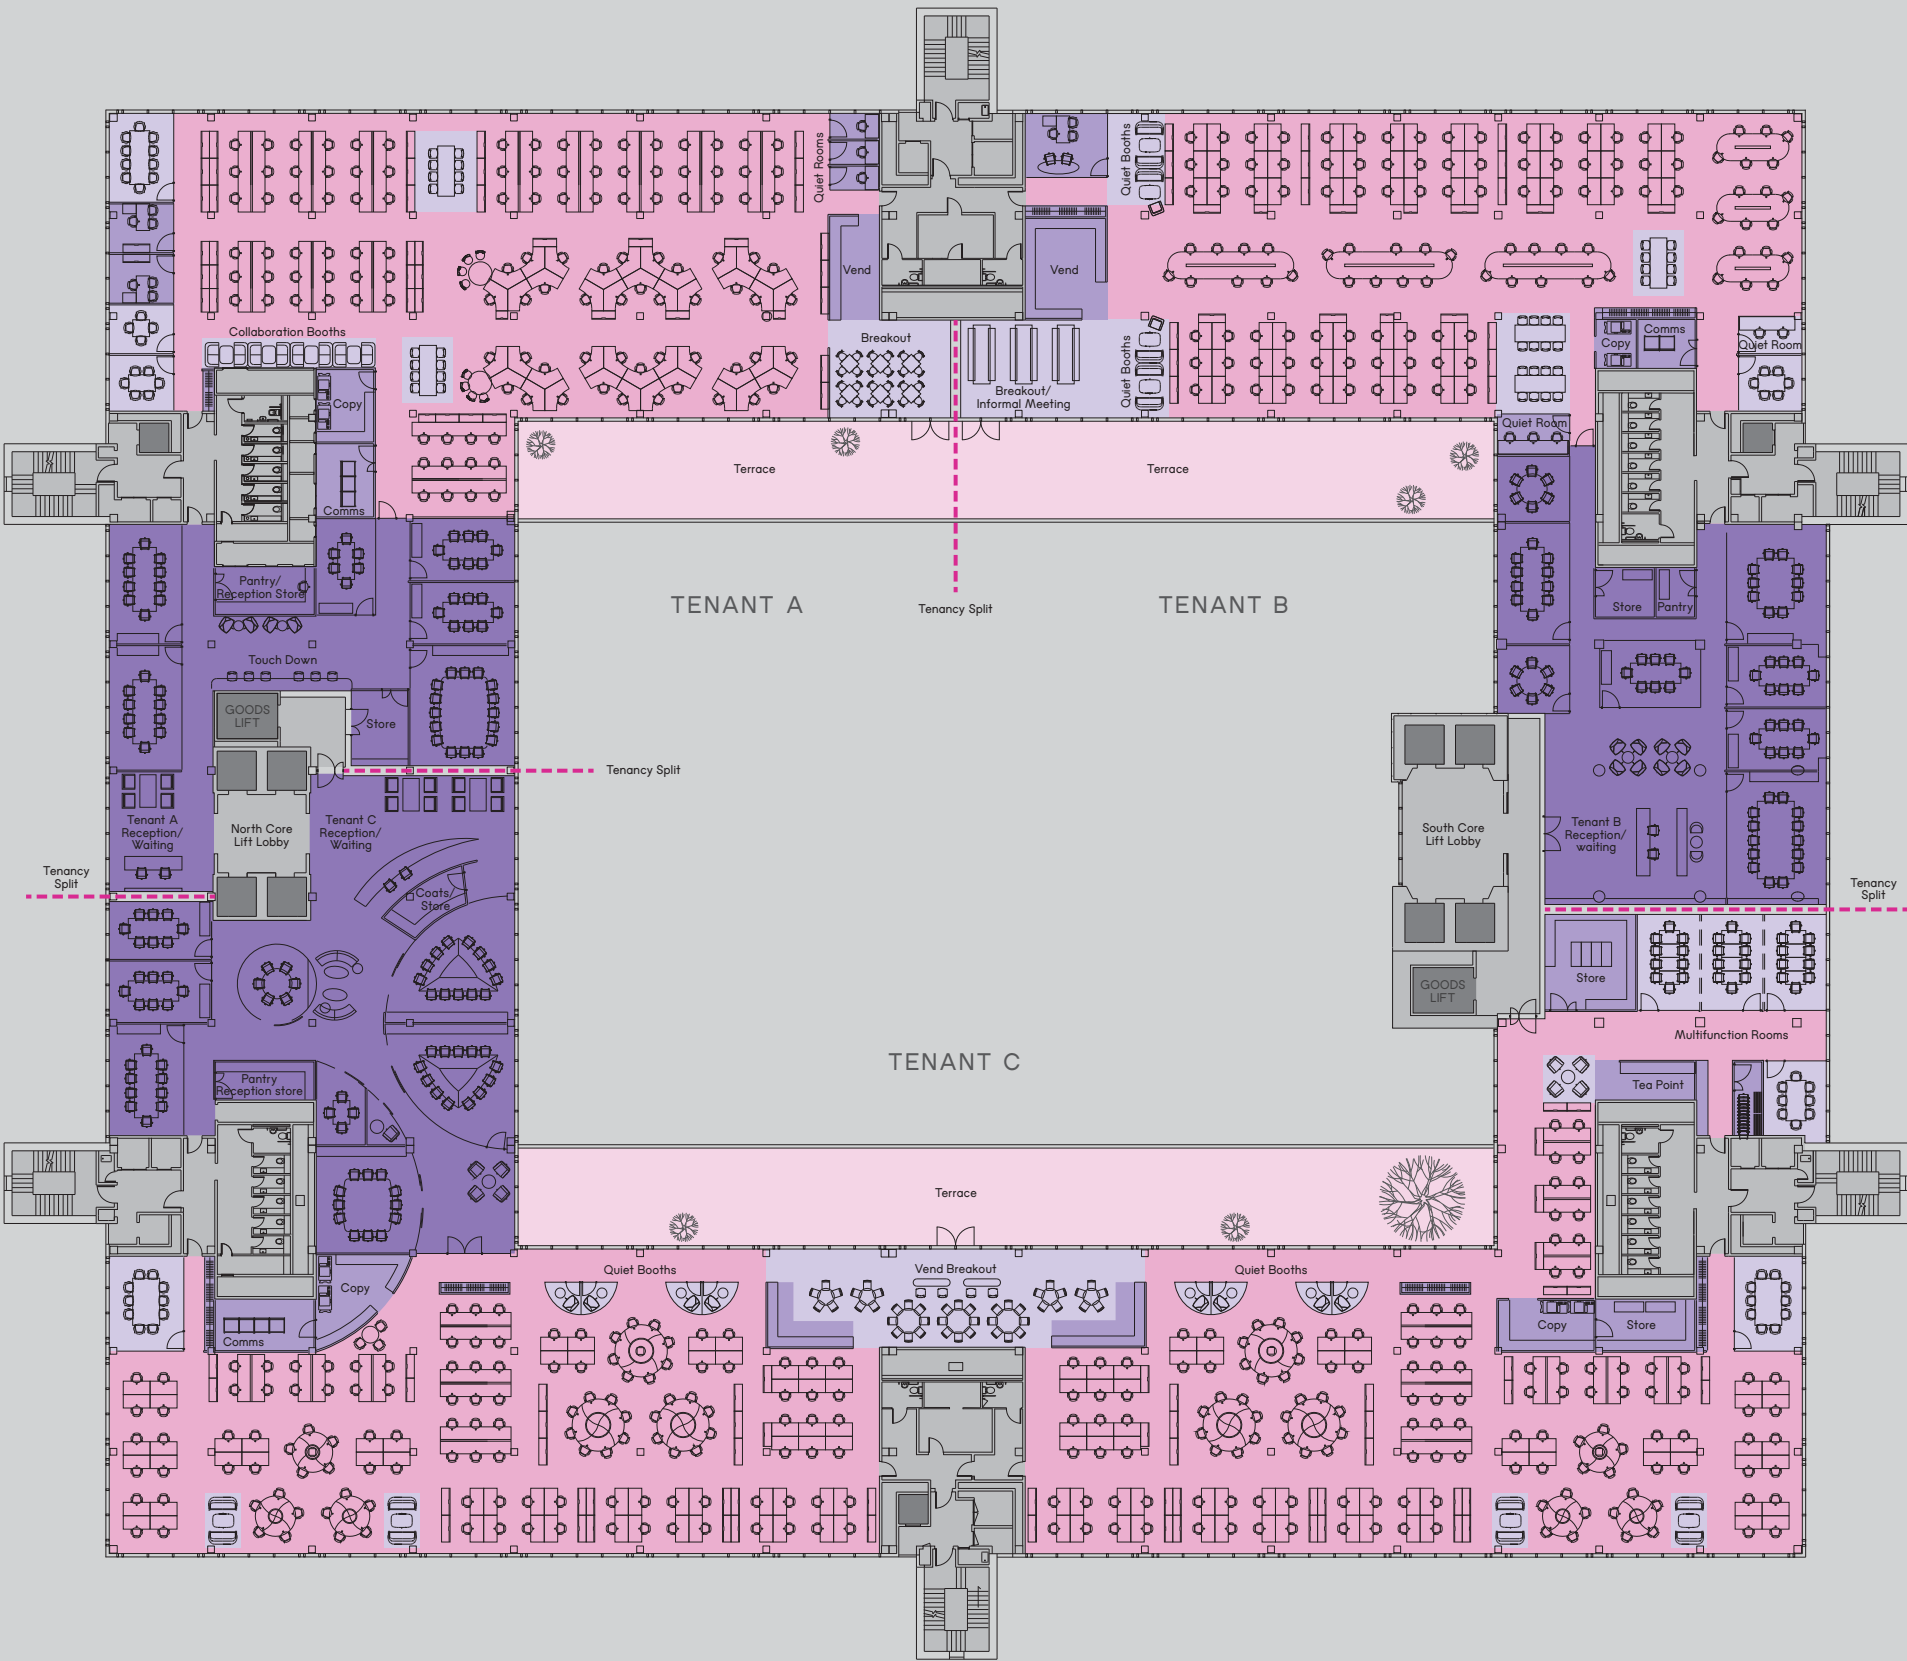 Quiet Rooms
Quiet Booths
Vend
Vend
Collaboration Booths
Breakout
Breakout/
Informal Meeting
Quiet Booths
Copy
Comms
Quiet Room
Copy
Comms
Quiet Room
Terrace
Terrace
Pantry/
Reception Store
TENANT A
Tenancy Split
TENANT B
Store
Pantry
Touch Down
GOODS
LIFT
Store
Tenancy Split
Tenant A
Reception/
Waiting
North Core
Lift Lobby
Tenant C
Reception/
Waiting
South Core
Lift Lobby
Tenant B
Reception/
waiting
Tenancy
Split
Coats/
Store
Tenancy
Split
Store
GOODS
LIFT
Multifunction Rooms
TENANT C
Pantry
Reception store
Tea Point
Terrace
Quiet Booths
Vend Breakout
Quiet Booths
Copy
Comms
Copy
Store